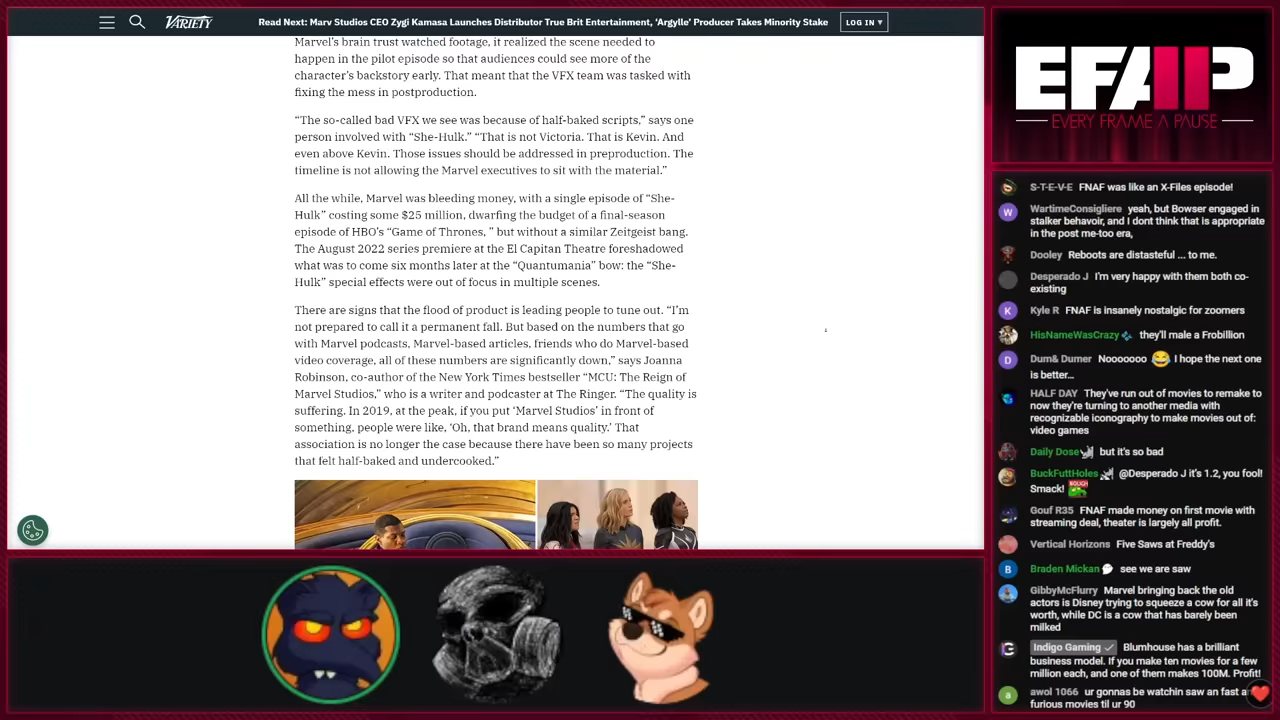 VARIETY
Read Next: Marv Studios CEO Zygi Kamasa Launches Distributor True Brit Entertainment, ‘Argylle’ Producer Takes Minority Stake
LOG IN
Marvel’s brain trust watched footage, it realized the scene needed to
happen in the pilot episode so that audiences could see more of the
character’s backstory early. That meant that the VFX team was tasked with
fixing the mess in postproduction.
“The so-called bad VFX we see was because of half-baked scripts,” says one
person involved with “She-Hulk.” “That is not Victoria. That is Kevin. And
even above Kevin. Those issues should be addressed in preproduction. The
timeline is not allowing the Marvel executives to sit with the material.”
All the while, Marvel was bleeding money, with a single episode of “She-
Hulk” costing some $25 million, dwarfing the budget of a final-season
episode of HBO’s “Game of Thrones, ” but without a similar Zeitgeist bang.
The August 2022 series premiere at the El Capitan Theatre foreshadowed
what was to come six months later at the “Quantumania” bow: the “She-
Hulk” special effects were out of focus in multiple scenes.
There are signs that the flood of product is leading people to tune out. “I’m
not prepared to call it a permanent fall. But based on the numbers that go
with Marvel podcasts, Marvel-based articles, friends who do Marvel-based
video coverage, all of these numbers are significantly down,” says Joanna
Robinson, co-author of the New York Times bestseller “MCU: The Reign of
Marvel Studios,” who is a writer and podcaster at The Ringer. “The quality is
suffering. In 2019, at the peak, if you put ‘Marvel Studios’ in front of
something, people were like, ‘Oh, that brand means quality.’ That
association is no longer the case because there have been so many projects
that felt half-baked and undercooked.”
EFAP
EVERY FRAME A PAUSE
S-T-E-V-E FNAF was like an X-Files episode!
W
WartimeConsigliere yeah, but Bowser engaged in
stalker behavoir, and I dont think that is appropriate
in the post me-too era,
Dooley Reboots are distasteful ... to me.
Desperado J I’m very happy with them both co-
existing
K
Kyle R FNAF is insanely nostalgic for zoomers
HisNameWasCrazy they’ll male a Frobillion
D
Dum& Dumer Nooooooo I hope the next one
is better...
HALF DAY They’ve run out of movies to remake to
now they’re turning to another media with
recognizable iconography to make movies out of:
video games
Daily Dose but it’s so bad
BuckFuttHoles @Desperado J it’s 1.2, you fool!
Smack!
Gouf R35 FNAF made money on first movie with
streaming deal, theater is largely all profit.
Vertical Horizons Five Saws at Freddy’s
B
Braden Mickan see we are saw
GibbyMcFlurry Marvel bringing back the old
actors is Disney trying to squeeze a cow for all it’s
worth, while DC is a cow that has barely been
milked
Indigo Gaming Blumhouse has a brilliant
business model. If you make ten movies for a few
million each, and one of them makes 100M. Profit!
a
awol 1066 ur gonnas be watchin saw an fast a
furious movies til ur 90